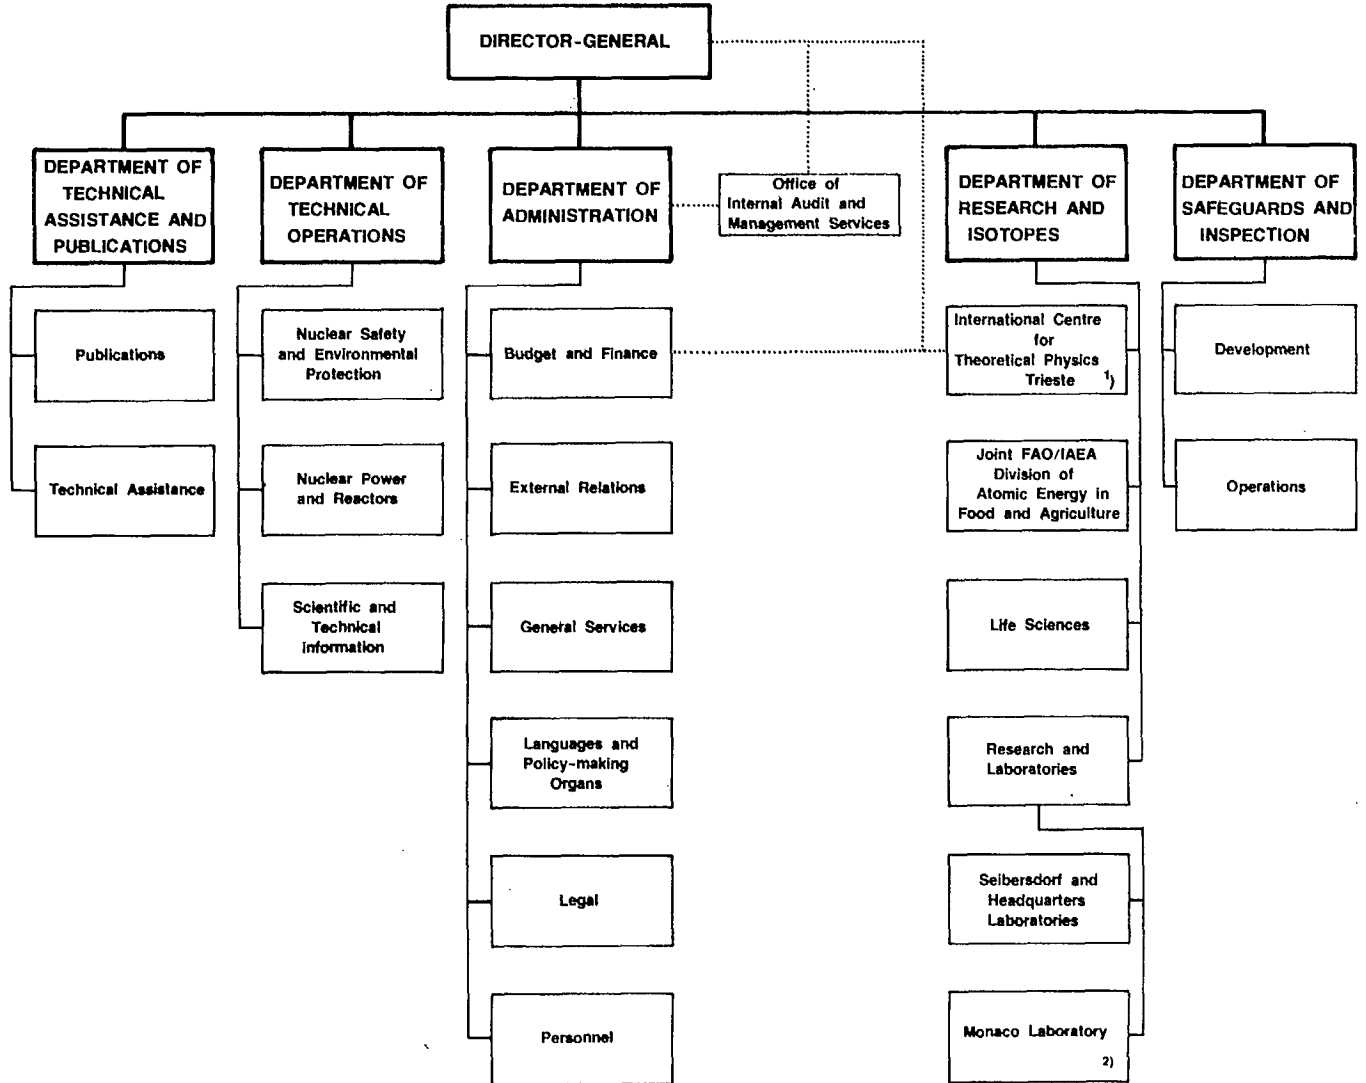 DIRECTOR-GENERAL
DEPARTMENT OF
TECHNICAL
ASSISTANCE AND
PUBLICATIONS
DEPARTMENT OF
TECHNICAL
OPERATIONS
DEPARTMENT OF
ADMINISTRATION
Office of
Internal Audit and
Management Services
DEPARTMENT OF
RESEARCH AND
ISOTOPES
DEPARTMENT OF
SAFEGUARDS AND
INSPECTION
Publications
Nuclear Safety
and Environmental
Protection
Budget and Finance
International Centre
for
Theoretical Physics
Trieste 1)
Development
Technical Assistance
Nuclear Power
and Reactors
External Relations
Joint FAO/IAEA
Division of
Atomic Energy in
Food and Agriculture
Operations
Scientific and
Technical
Information
General Services
Life Sciences
Languages and
Policy-making
Organs
Research and
Laboratories
Legal
Seibersdorf and
Headquarters
Laboratories
Personnel
Monaco Laboratory
2)